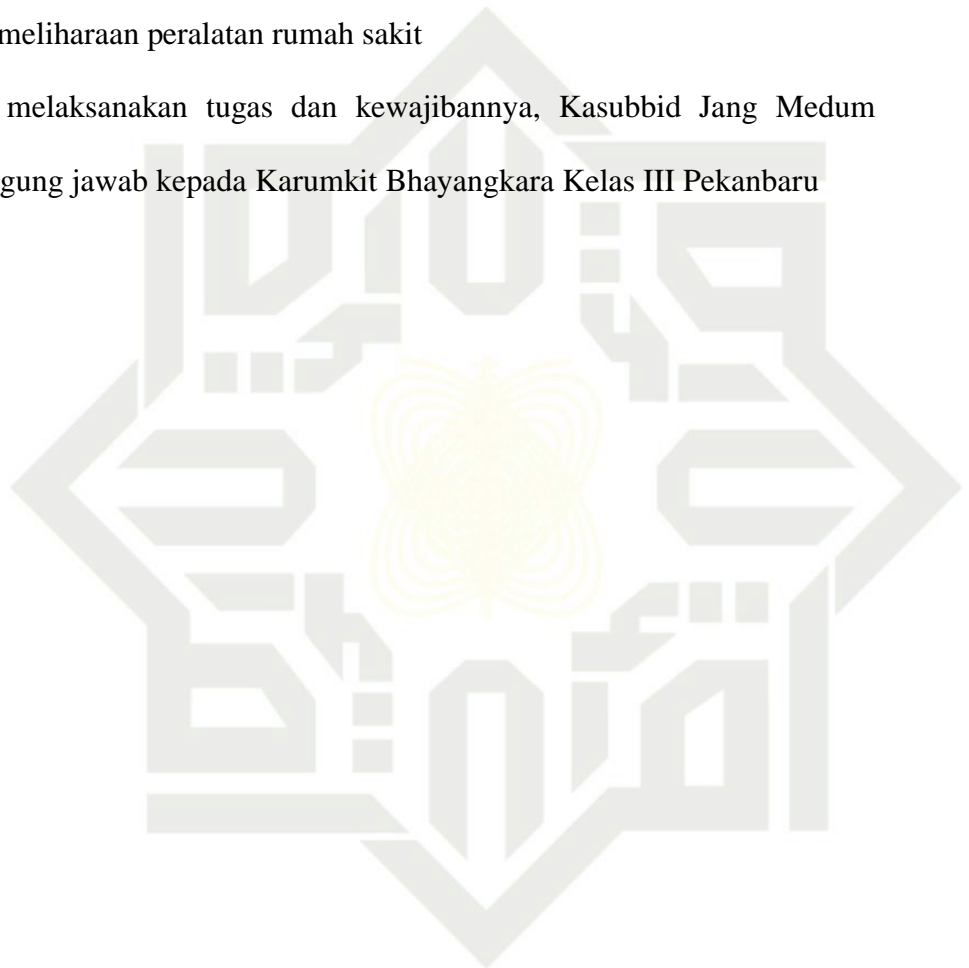 meliharaan peralatan rumah sakit
melaksanakan tugas dan kewajibannya, Kasubbid Jang Medum
gung jawab kepada Karumkit Bhayangkara Kelas III Pekanbaru